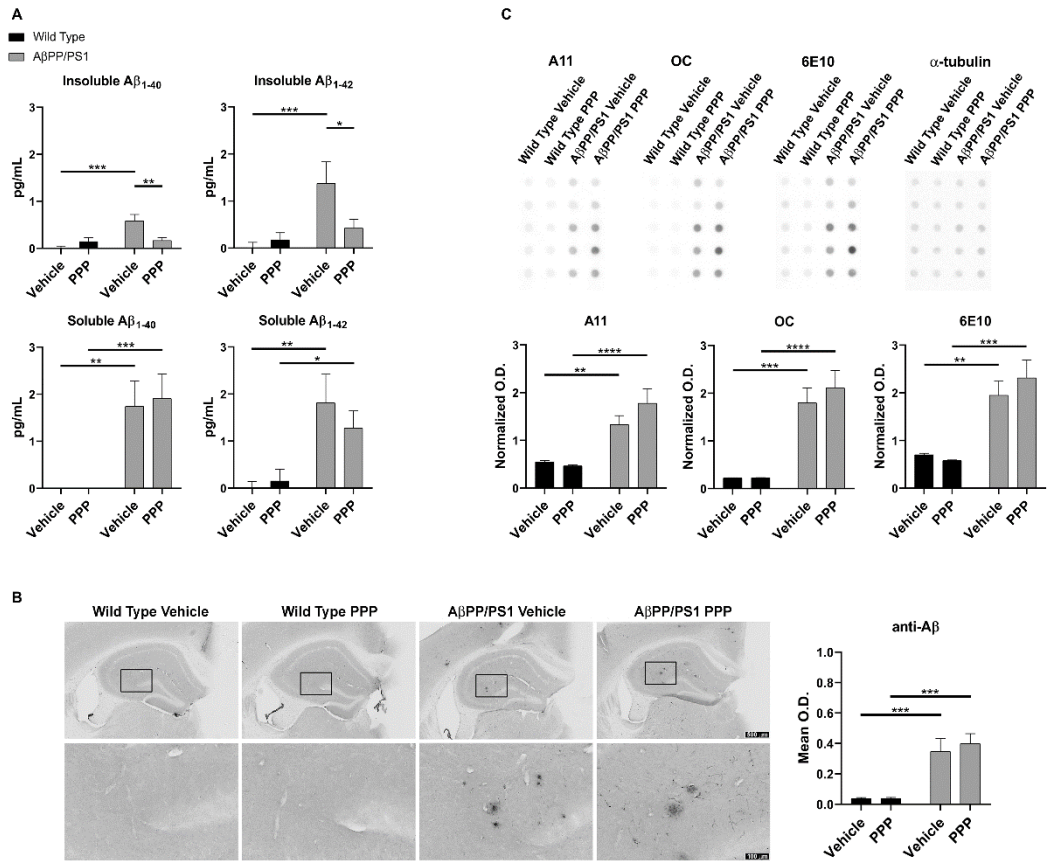 A
Wild Type
AβPP/PS1
Insoluble Aβ1-40
pg/mL
3
2
1
0
***
**
Vehicle
PPP
Vehicle
PPP
Insoluble Aβ1-42
pg/mL
3
2
1
0
***
*
Vehicle
PPP
Vehicle
PPP
Soluble Aβ1-40
pg/mL
3
2
1
0
***
**
Vehicle
PPP
Vehicle
PPP
Soluble Aβ1-42
pg/mL
3
2
1
0
**
*
Vehicle
PPP
Vehicle
PPP
C
A11
Wild Type Vehicle
Wild Type PPP
AβPP/PS1 Vehicle
AβPP/PS1 PPP
OC
Wild Type Vehicle
Wild Type PPP
AβPP/PS1 Vehicle
AβPP/PS1 PPP
6E10
Wild Type Vehicle
Wild Type PPP
AβPP/PS1 Vehicle
AβPP/PS1 PPP
α-tubulin
Wild Type Vehicle
Wild Type PPP
AβPP/PS1 Vehicle
AβPP/PS1 PPP
A11
Normalized O.D.
3
2
1
0
****
**
Vehicle
PPP
Vehicle
PPP
OC
Normalized O.D.
3
2
1
0
****
***
Vehicle
PPP
Vehicle
PPP
6E10
Normalized O.D.
3
2
1
0
***
**
Vehicle
PPP
Vehicle
PPP
B
Wild Type Vehicle
Wild Type PPP
AβPP/PS1 Vehicle
AβPP/PS1 PPP
500 µm
100 µm
anti-Aβ
Mean O.D.
1.0
0.8
0.6
0.4
0.2
0.0
***
***
Vehicle
PPP
Vehicle
PPP